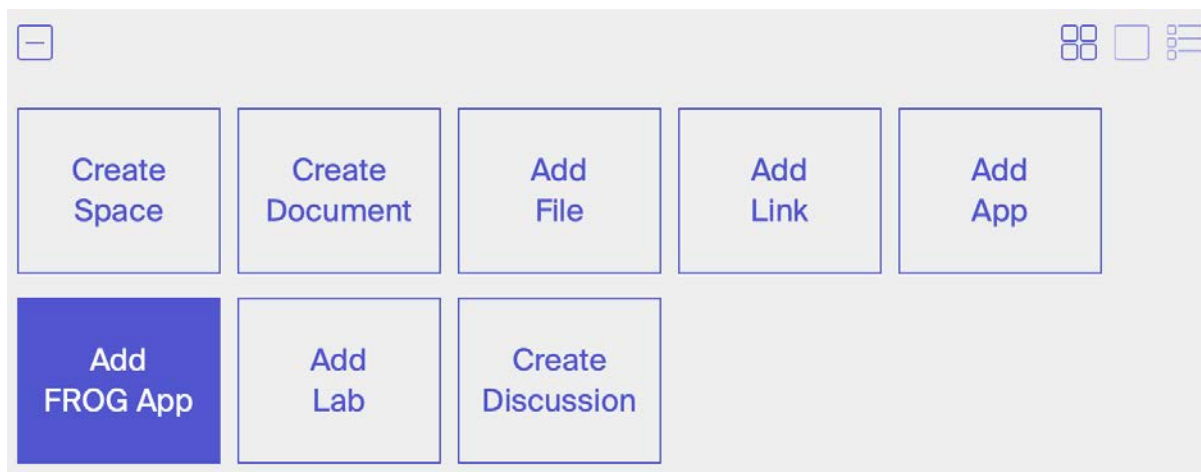 Create
Space
Create
Document
Add
File
Add
Link
Add
App
Add
FROG App
Add
Lab
Create
Discussion